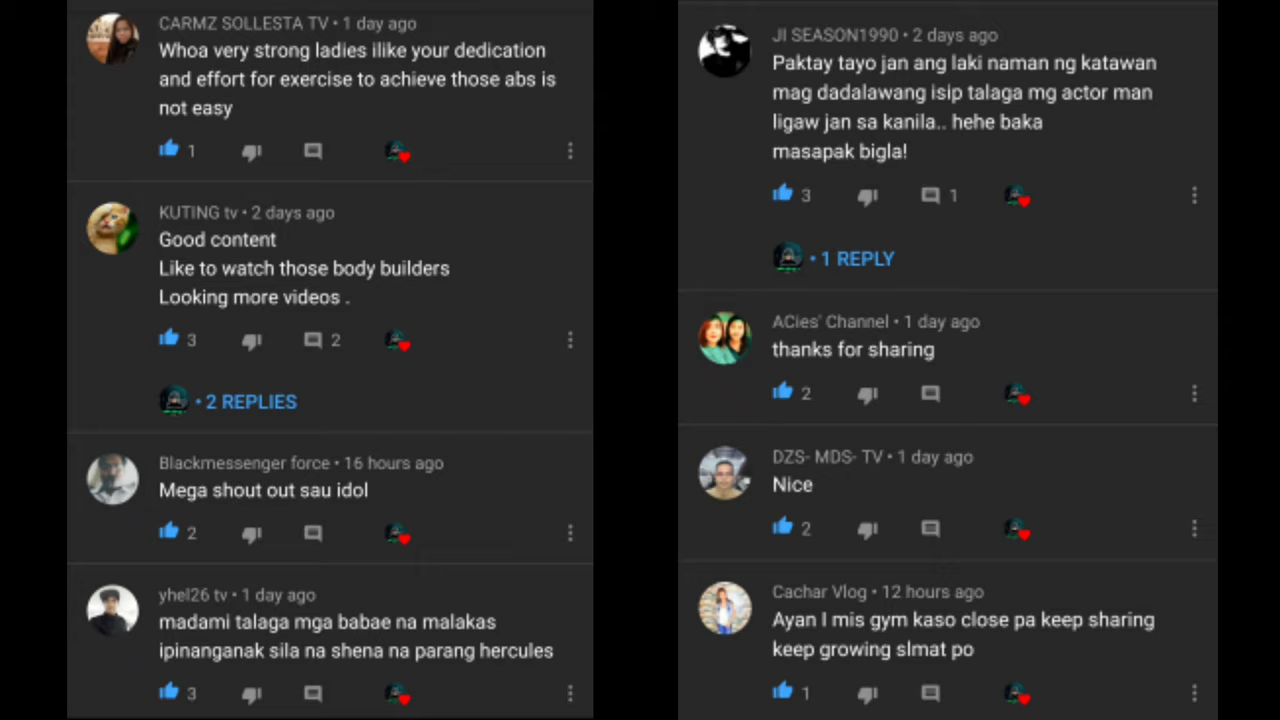 CARMZ SOLLESTA TV • 1 day ago
Whoa very strong ladies ilike your dedication
and effort for exercise to achieve those abs is
not easy
1
KUTING tv • 2 days ago
Good content
Like to watch those body builders
Looking more videos .
3 2
• 2 REPLIES
Blackmessenger force • 16 hours ago
Mega shout out sau idol
2
yhel26 tv • 1 day ago
madami talaga mga babae na malakas
ipinanganak sila na shena na parang hercules
3
JI SEASON1990 • 2 days ago
Paktay tayo jan ang laki naman ng katawan
mag dadalawang isip talaga mg actor man
ligaw jan sa kanila.. hehe baka
masapak bigla!
3 1
• 1 REPLY
ACies' Channel • 1 day ago
thanks for sharing
2
DZS- MDS- TV • 1 day ago
Nice
2
Cachar Vlog • 12 hours ago
Ayan I mis gym kaso close pa keep sharing
keep growing slmat po
1